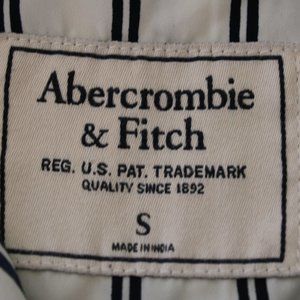 Abercrombie
& Fitch
REG. U.S. PAT. TRADEMARK
QUALITY SINCE 1892
S
MADE IN INDIA